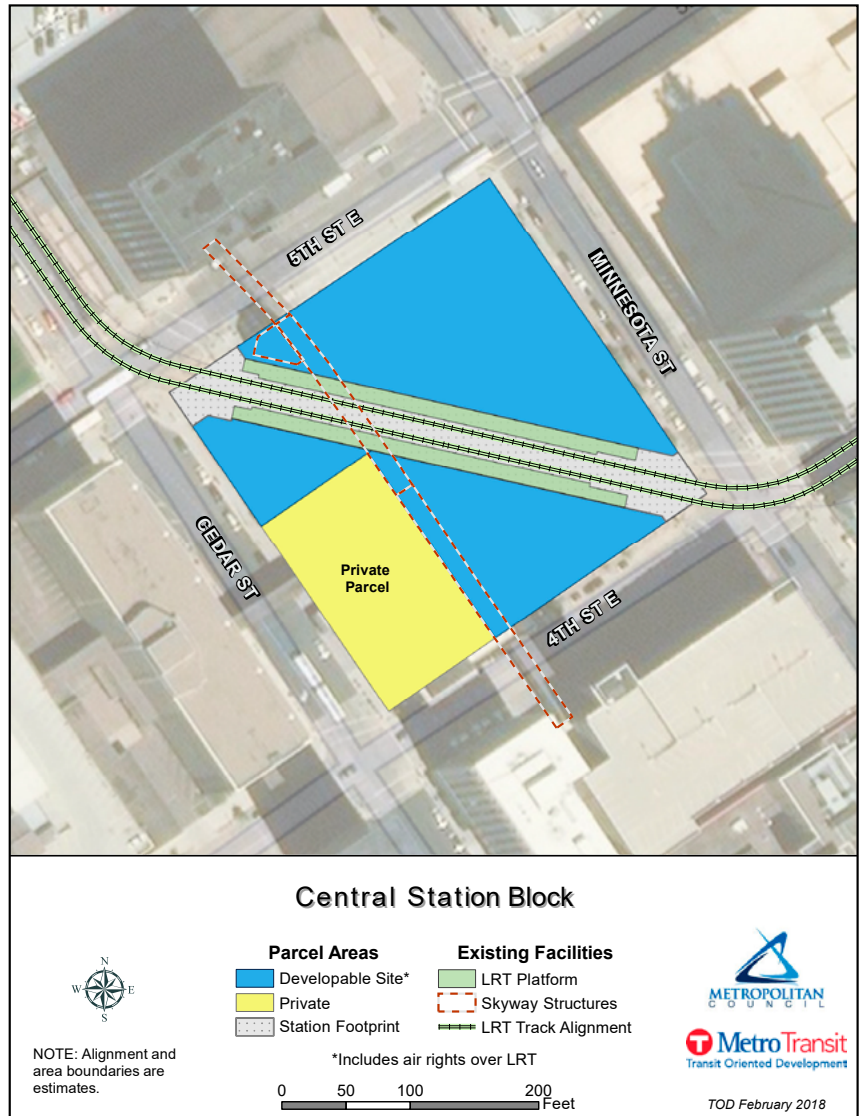 5TH ST E
MINNESOTA ST
CEDAR ST
Private
Parcel
4TH ST E
Central Station Block
N
W
E
S
NOTE: Alignment and
area boundaries are
estimates.
Parcel Areas
Developable Site*
Private
Station Footprint
Existing Facilities
LRT Platform
Skyway Structures
LRT Track Alignment
*Includes air rights over LRT
0 50 100 200
Feet
METROPOLITAN
COUNCIL
T MetroTransit
Transit Oriented Development
TOD February 2018